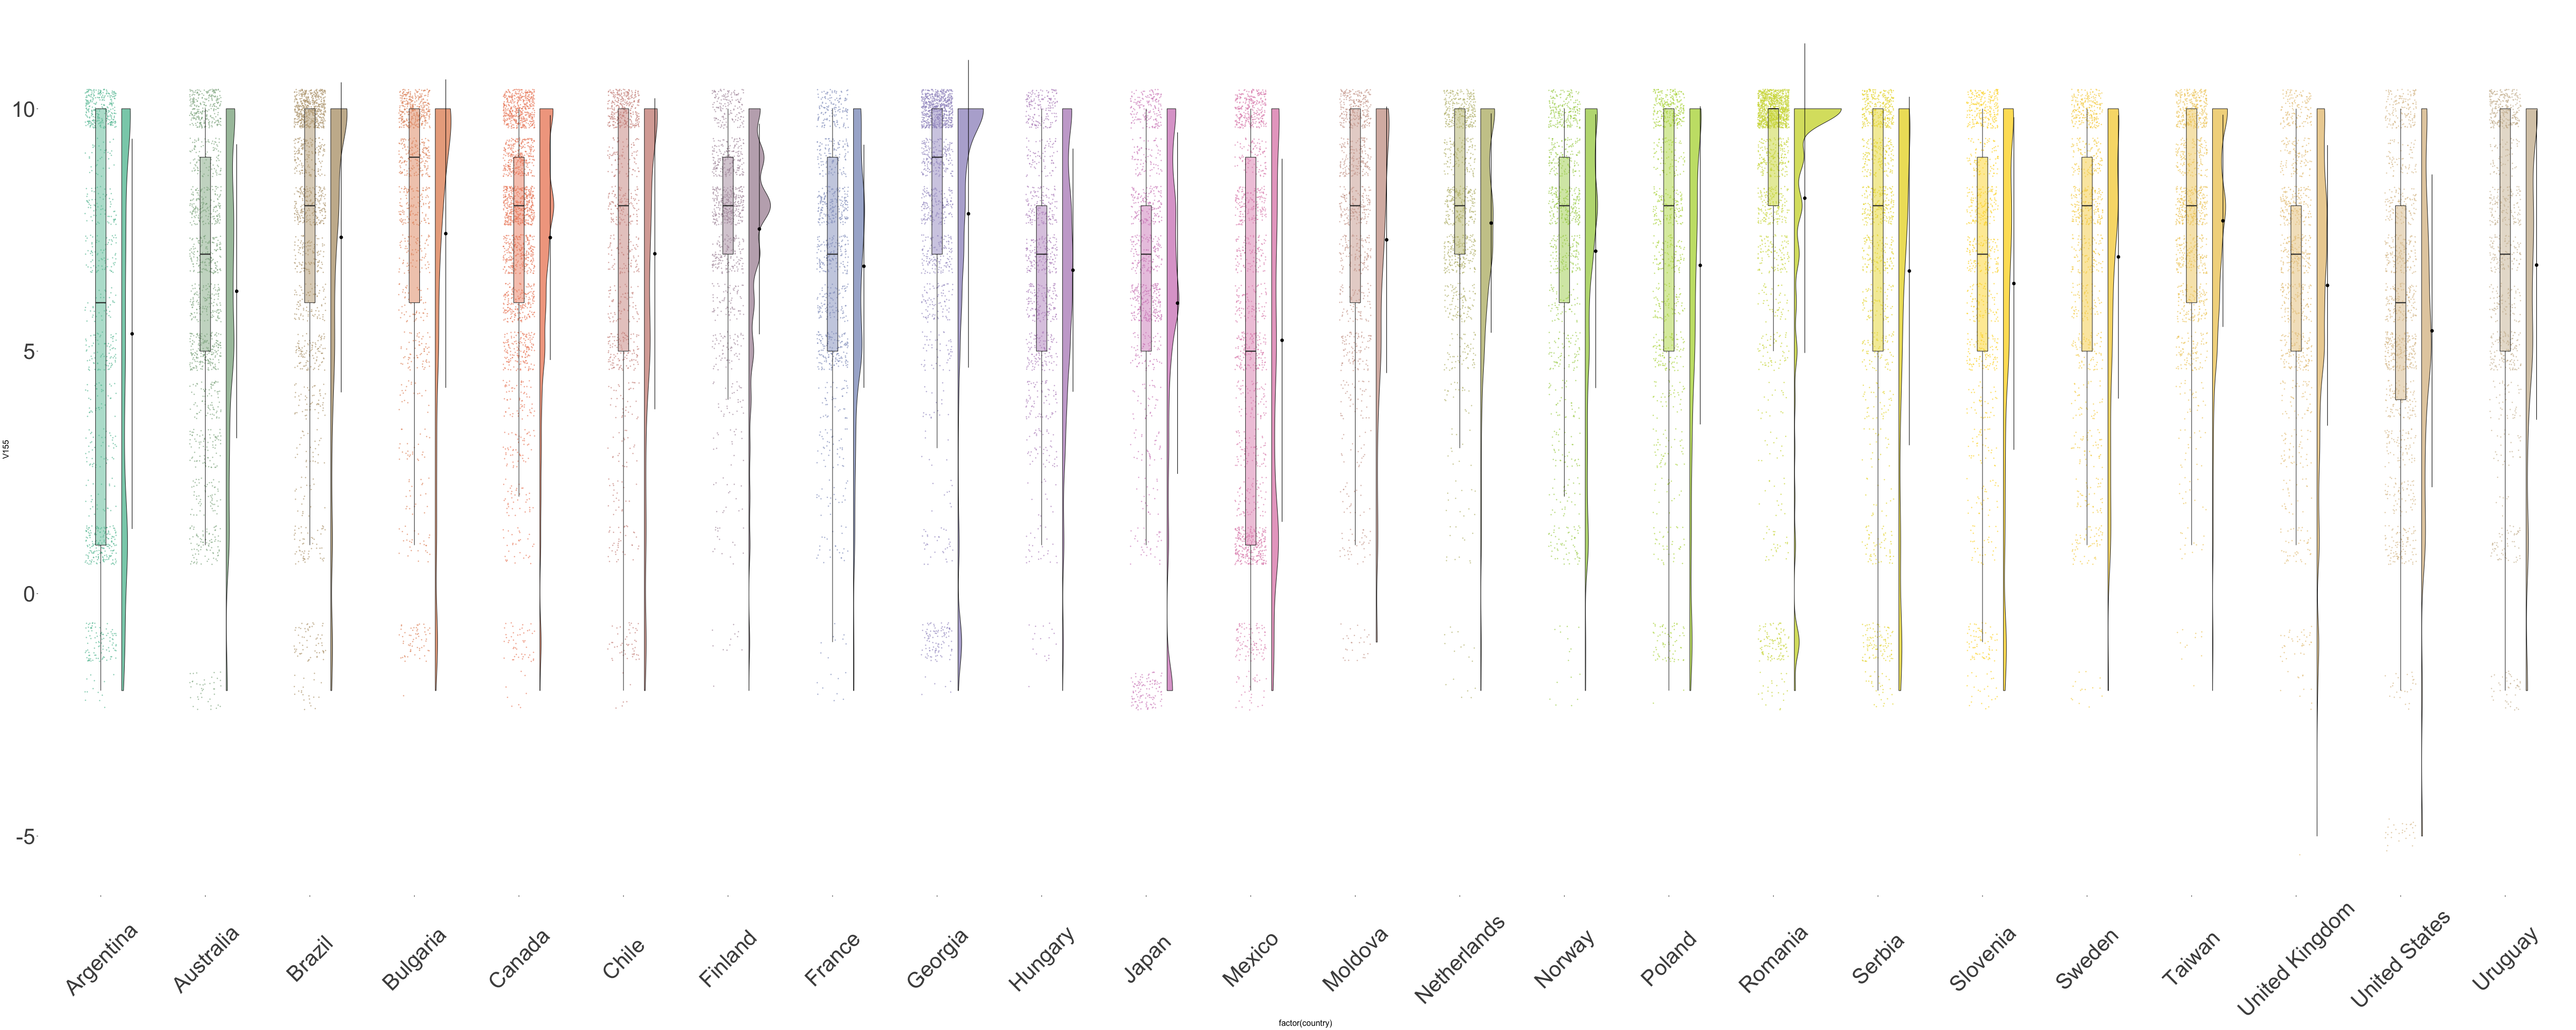 10
5
0
-5
V155
Argentina
Australia
Brazil
Bulgaria
Canada
Chile
Finland
France
Georgia
Hungary
Japan
Mexico
Moldova
Netherlands
Norway
Poland
Romania
Serbia
Slovenia
Sweden
Taiwan
United Kingdom
United States
Uruguay
factor(country)